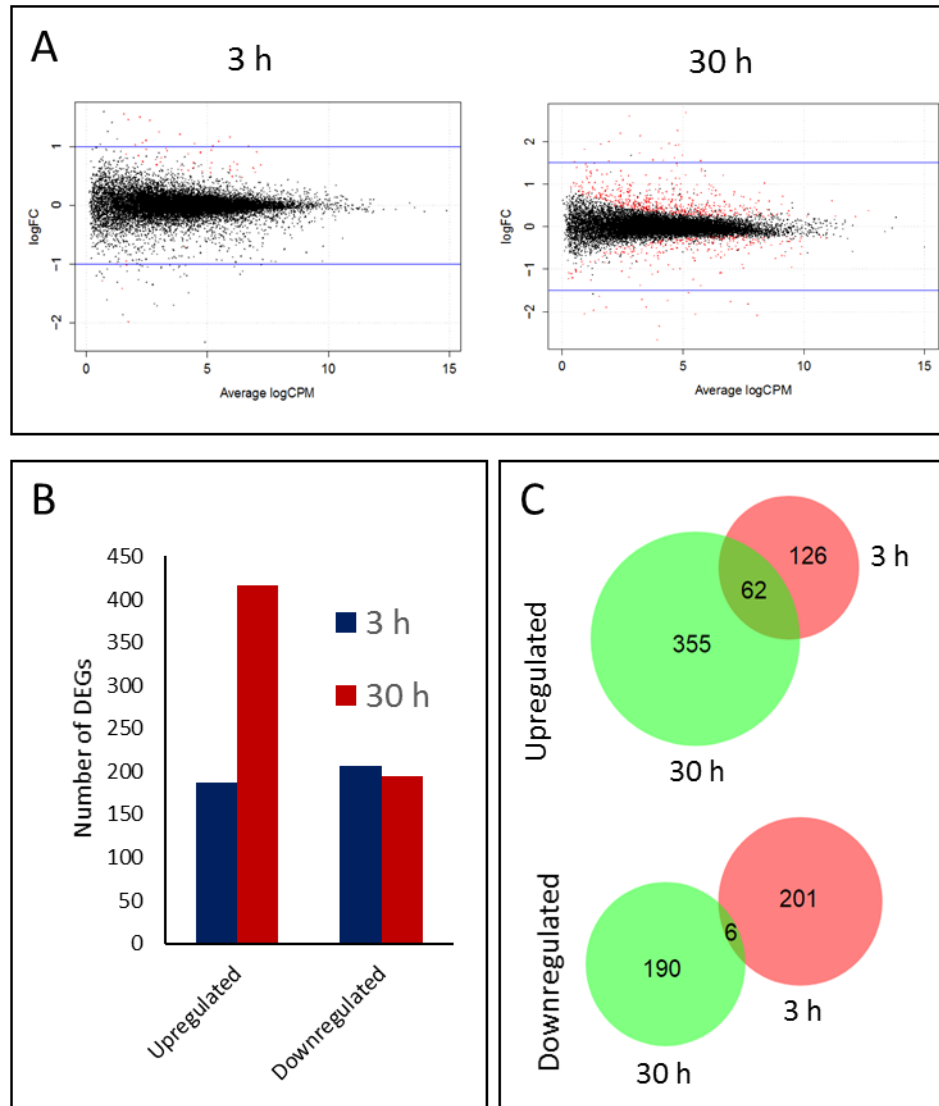 A
3 h
30 h
1
0
-1
-2
logFC
0
5
10
15
Average logCPM
2
1
0
-1
-2
logFC
0
5
10
15
Average logCPM
B
450
400
350
300
250
200
150
100
50
0
Number of DEGs
3 h
30 h
Upregulated
Downregulated
C
Upregulated
126
3 h
62
355
30 h
Downregulated
201
6
190
3 h
30 h